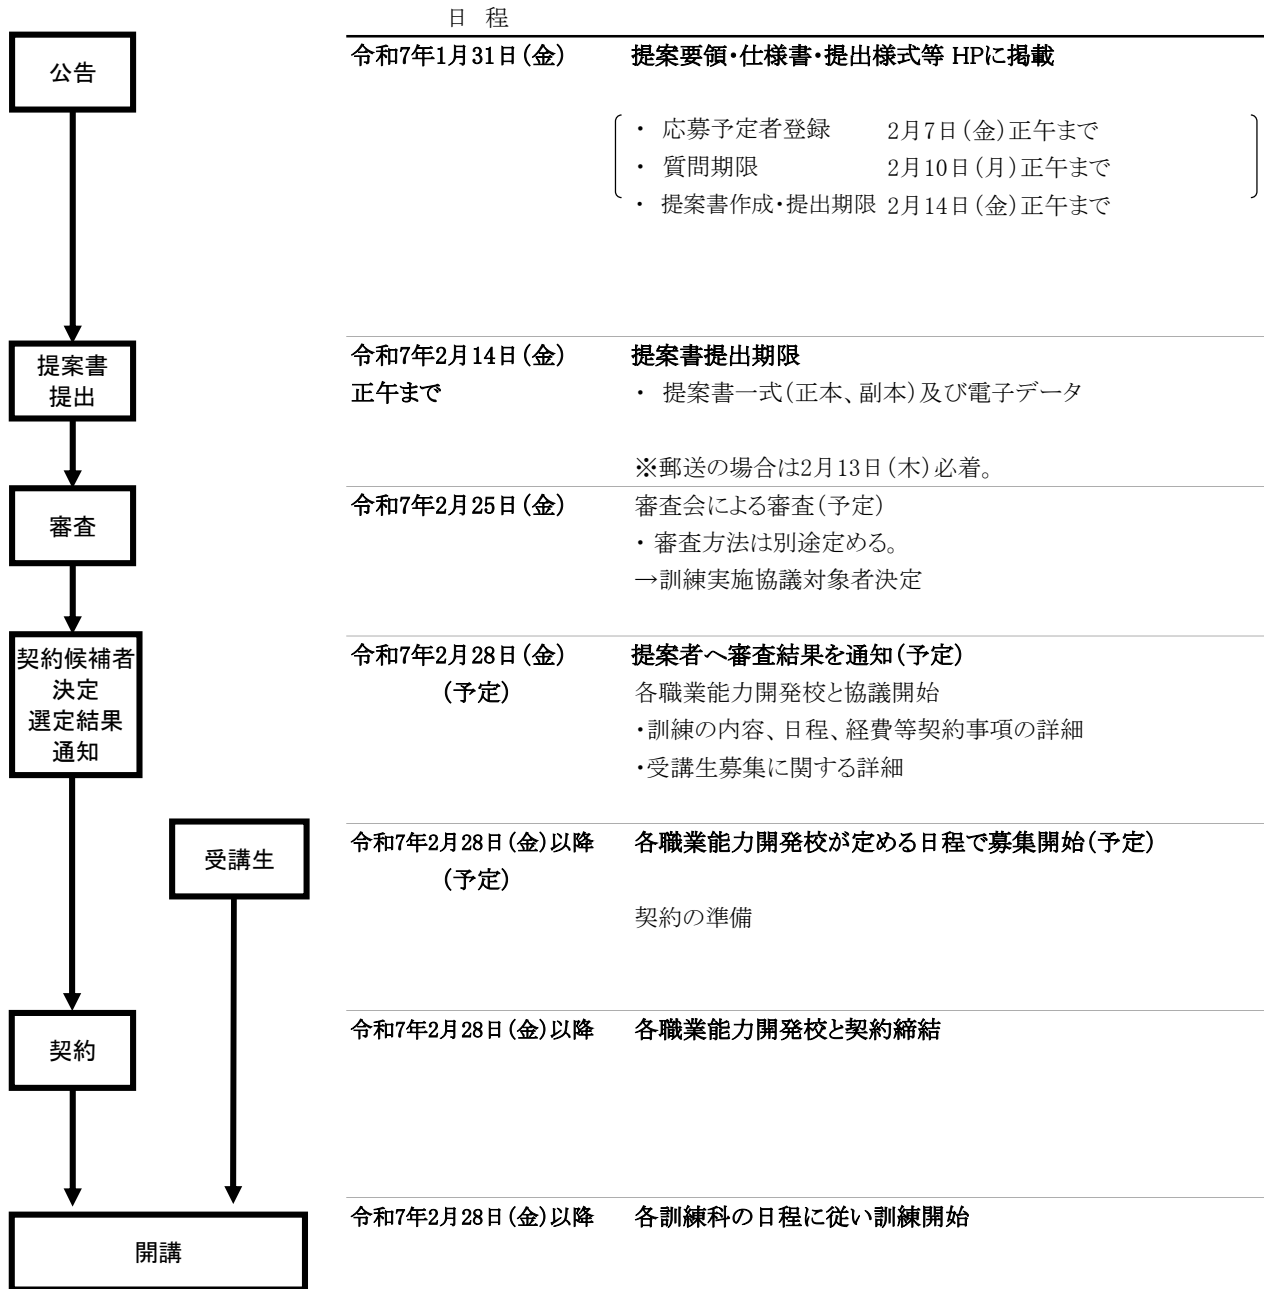 日 程
公告
令和7年1月31日(金) 提案要領・仕様書・提出様式等 HPに掲載
・ 応募予定者登録 2月7日(金)正午まで
・ 質問期限 2月10日(月)正午まで
・ 提案書作成・提出期限 2月14日(金)正午まで
提案書
提出
令和7年2月14日(金) 提案書提出期限
正午まで ・ 提案書一式(正本、副本)及び電子データ
※郵送の場合は2月13日(木)必着。
審査
令和7年2月25日(金) 審査会による審査(予定)
・ 審査方法は別途定める。
→訓練実施協議対象者決定
契約候補者
決定
選定結果
通知
令和7年2月28日(金) 提案者へ審査結果を通知(予定)
(予定) 各職業能力開発校と協議開始
・訓練の内容、日程、経費等契約事項の詳細
・受講生募集に関する詳細
受講生
令和7年2月28日(金)以降 各職業能力開発校が定める日程で募集開始(予定)
(予定)
契約の準備
契約
令和7年2月28日(金)以降 各職業能力開発校と契約締結
開講
令和7年2月28日(金)以降 各訓練科の日程に従い訓練開始